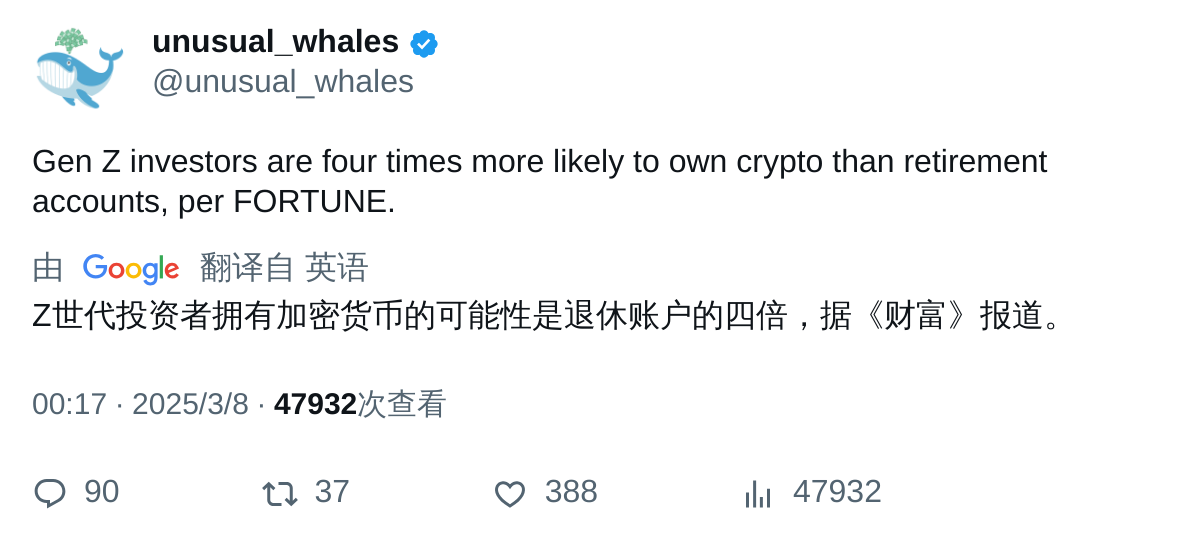 unusual_whales
@unusual_whales
Gen Z investors are four times more likely to own crypto than retirement
accounts, per FORTUNE.
由 Google 翻译自 英语
Z世代投资者拥有加密货币的可能性是退休账户的四倍，据《财富》报道。
00:17 · 2025/3/8 · 47932次查看
90 37 388 47932